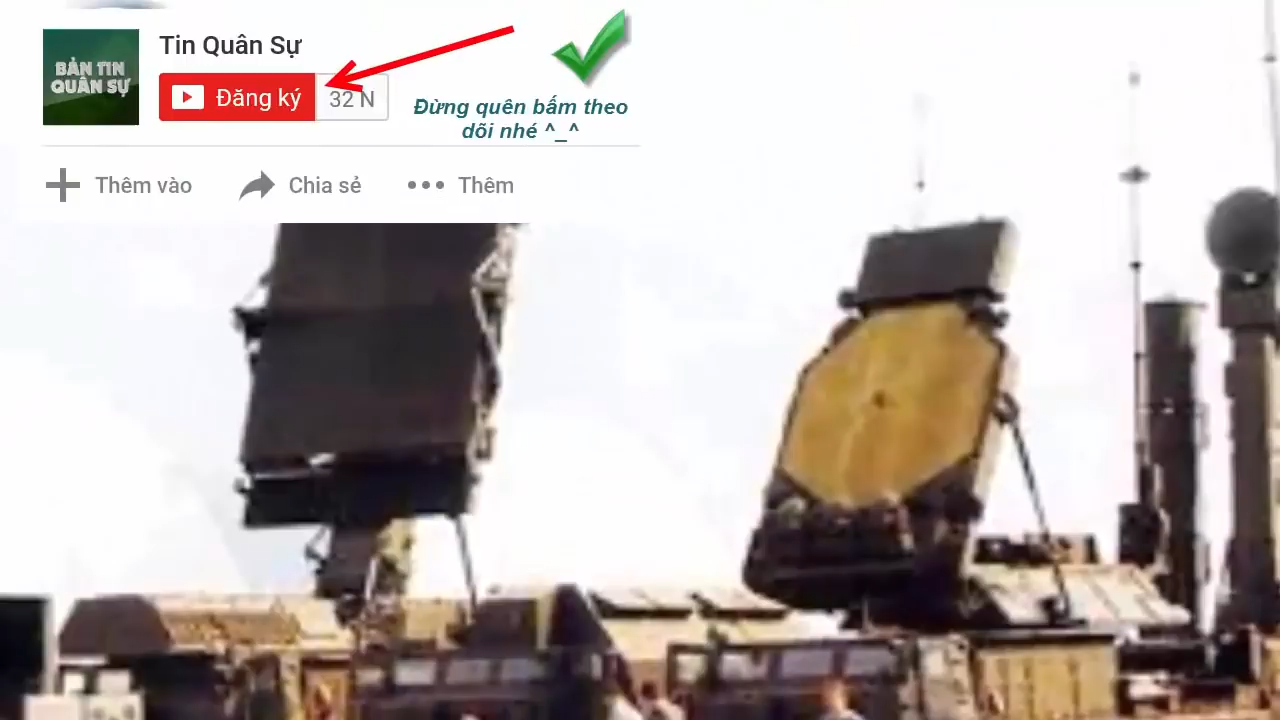 BẢN TIN
QUÂN SỰ
Tin Quân Sự
Đăng ký
32 N
Đừng quên bấm theo
dõi nhé ^_^
Thêm vào
Chia sẻ
Thêm